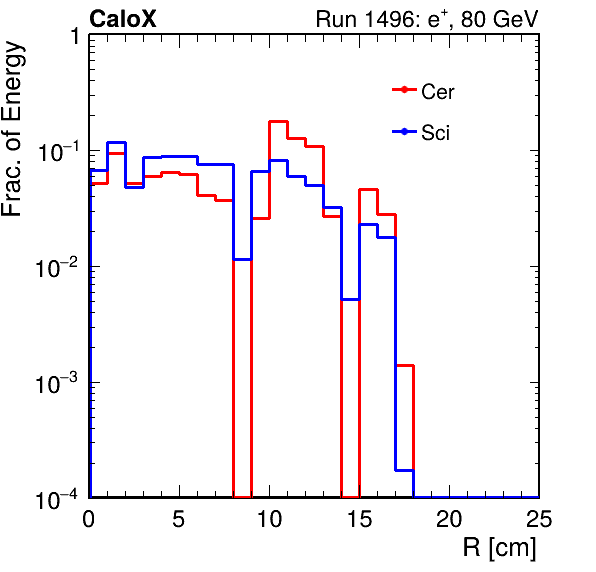 CaloX Run 1496: e⁺, 80 GeV
Frac. of Energy
1
10⁻¹
10⁻²
10⁻³
10⁻⁴
Cer
Sci
0 5 10 15 20 25
R [cm]